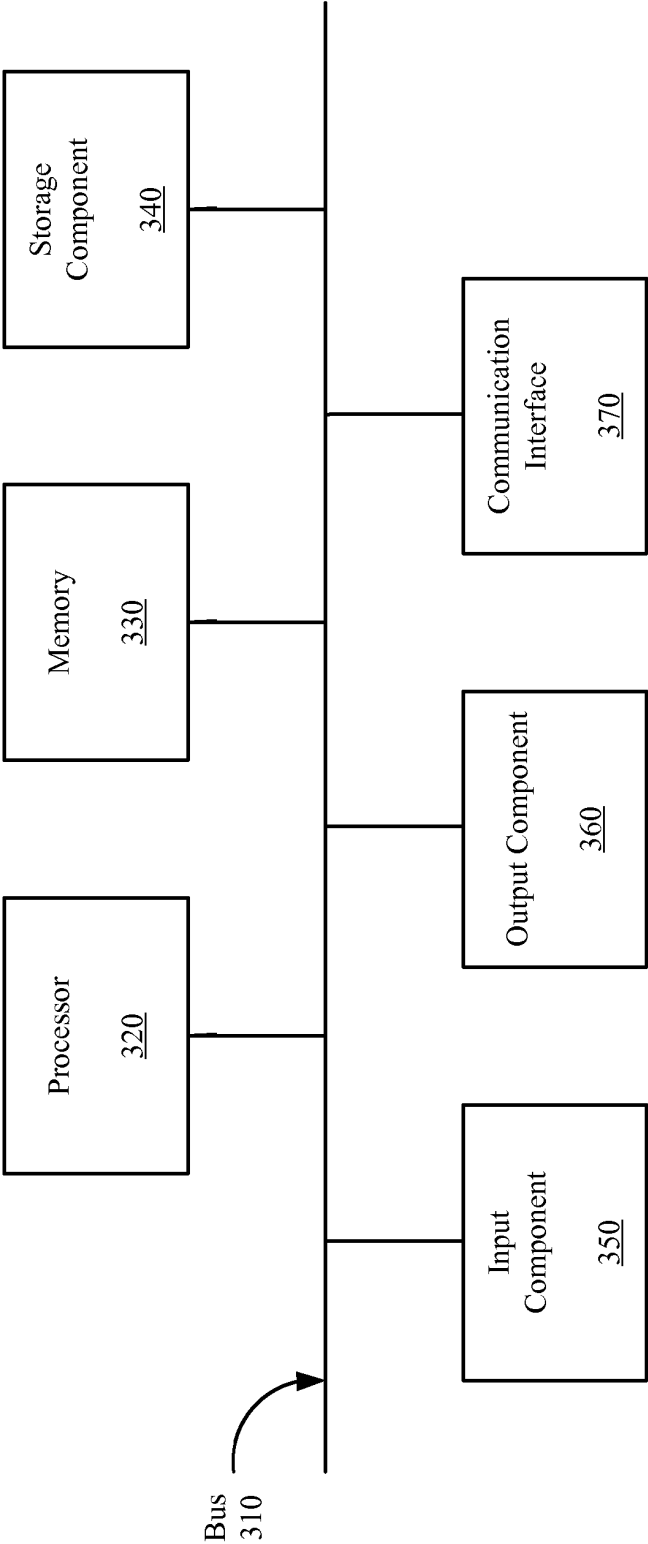 Processor
320
Memory
330
Storage
Component
340
Bus
310
Input
Component
350
Output Component
360
Communication
Interface
370